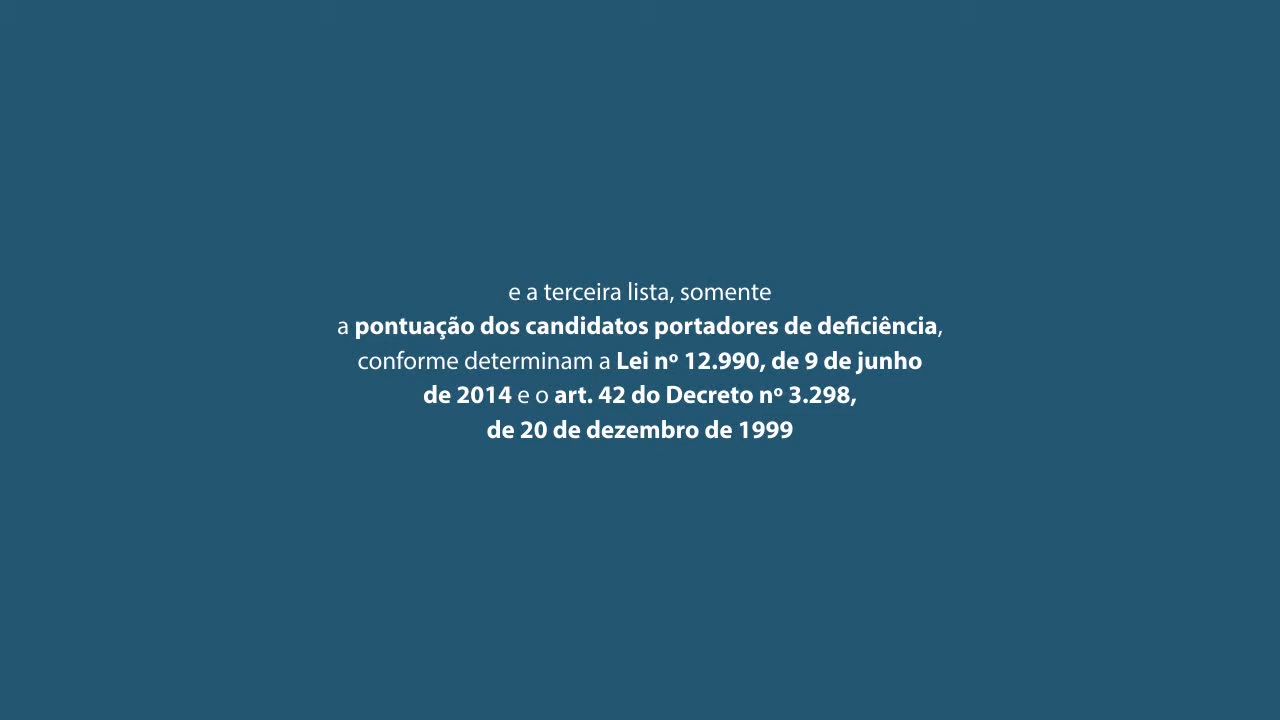 e a terceira lista, somente
a pontuação dos candidatos portadores de deficiência,
conforme determinam a Lei nº 12.990, de 9 de junho
de 2014 e o art. 42 do Decreto nº 3.298,
de 20 de dezembro de 1999